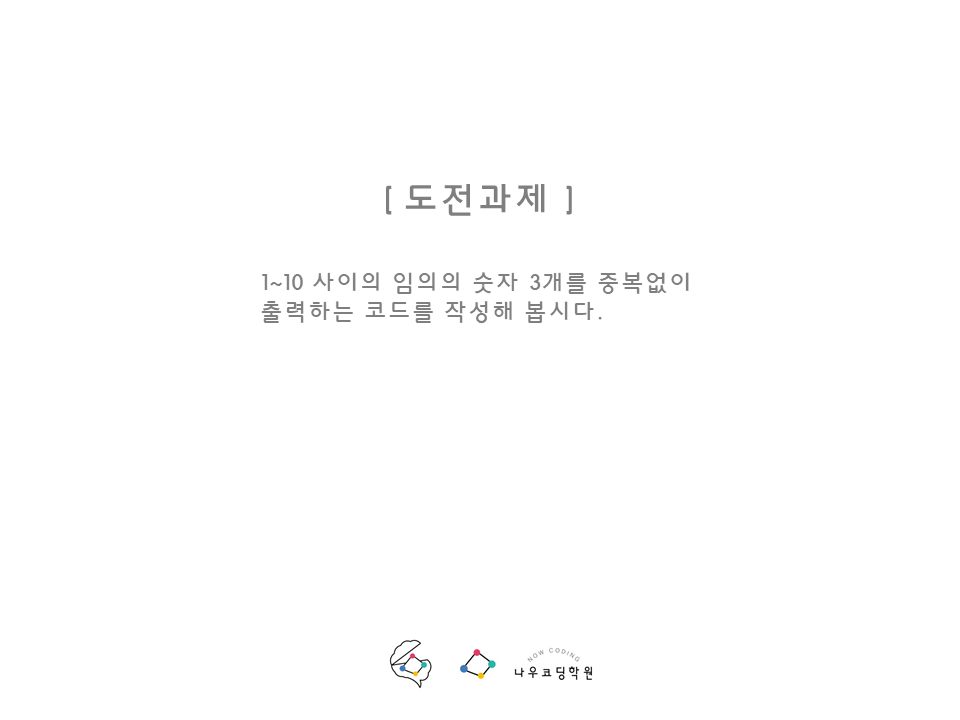 [ 도전과제 ]
1~10 사이의 임의의 숫자 3개를 중복없이
출력하는 코드를 작성해 봅시다.
NOW CODING
나우코딩학원